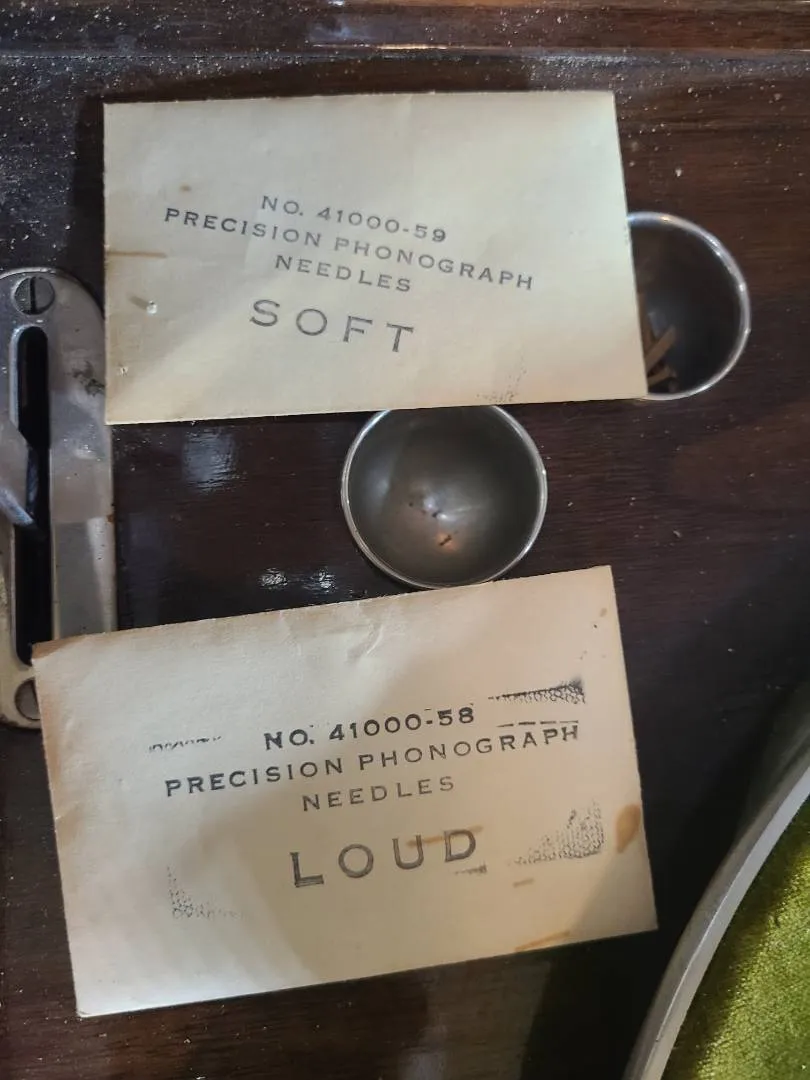 NO. 41000-59
PRECISION PHONOGRAPH
NEEDLES
SOFT
NO. 41000-58
PRECISION PHONOGRAPH
NEEDLES
LOUD